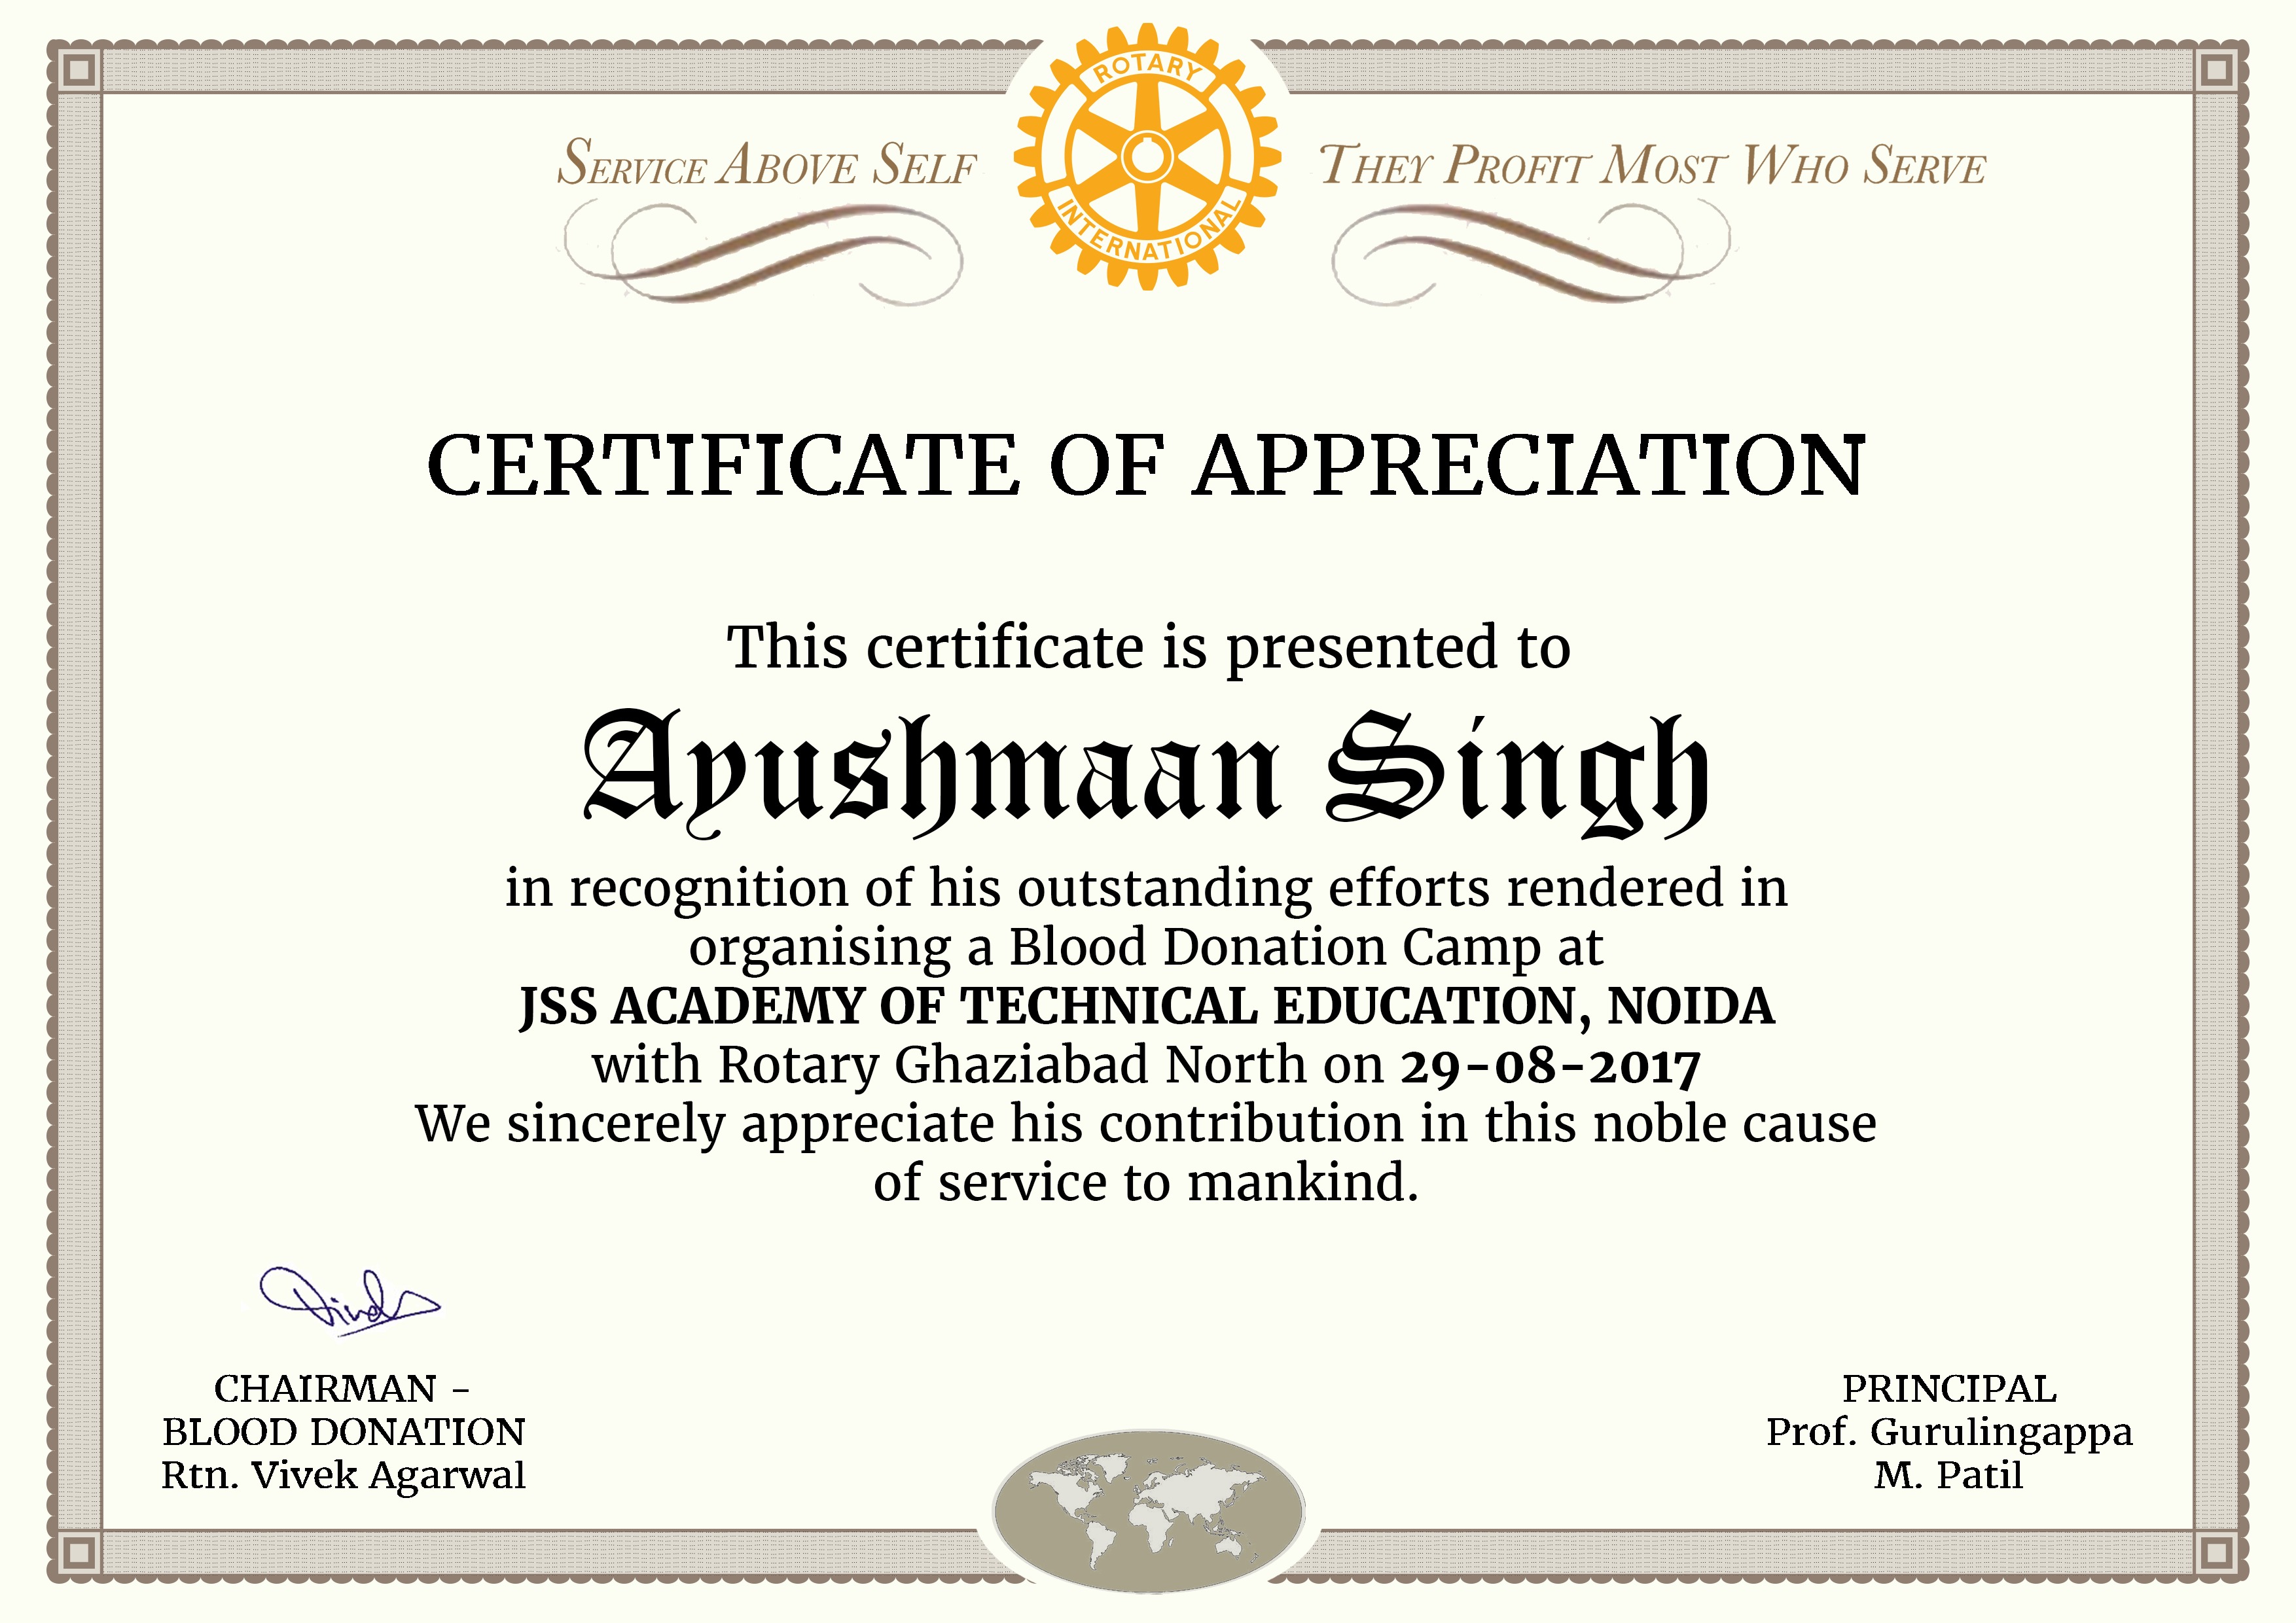 ROTARY
INTERNATIONAL
SERVICE ABOVE SELF
THEY PROFIT MOST WHO SERVE
CERTIFICATE OF APPRECIATION
This certificate is presented to
Ayushmaan Singh
in recognition of his outstanding efforts rendered in
organising a Blood Donation Camp at
JSS ACADEMY OF TECHNICAL EDUCATION, NOIDA
with Rotary Ghaziabad North on 29-08-2017
We sincerely appreciate his contribution in this noble cause
of service to mankind.
CHAIRMAN -
BLOOD DONATION
Rtn. Vivek Agarwal
PRINCIPAL
Prof. Gurulingappa
M. Patil